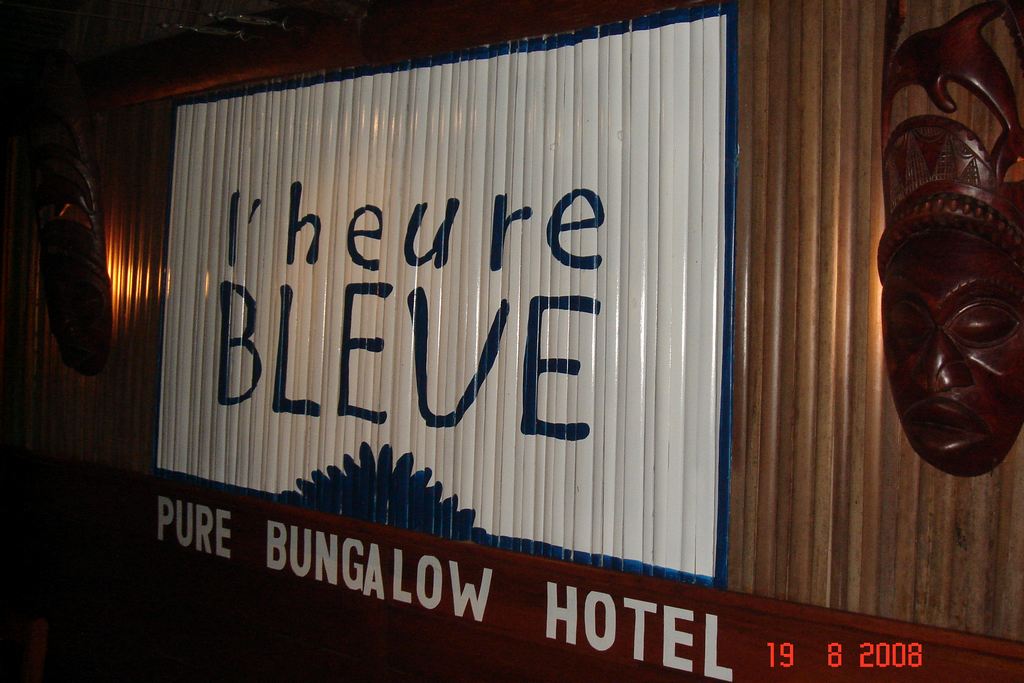 l'heure
BLEUE
PURE BUNGALOW HOTEL
19 8 2008